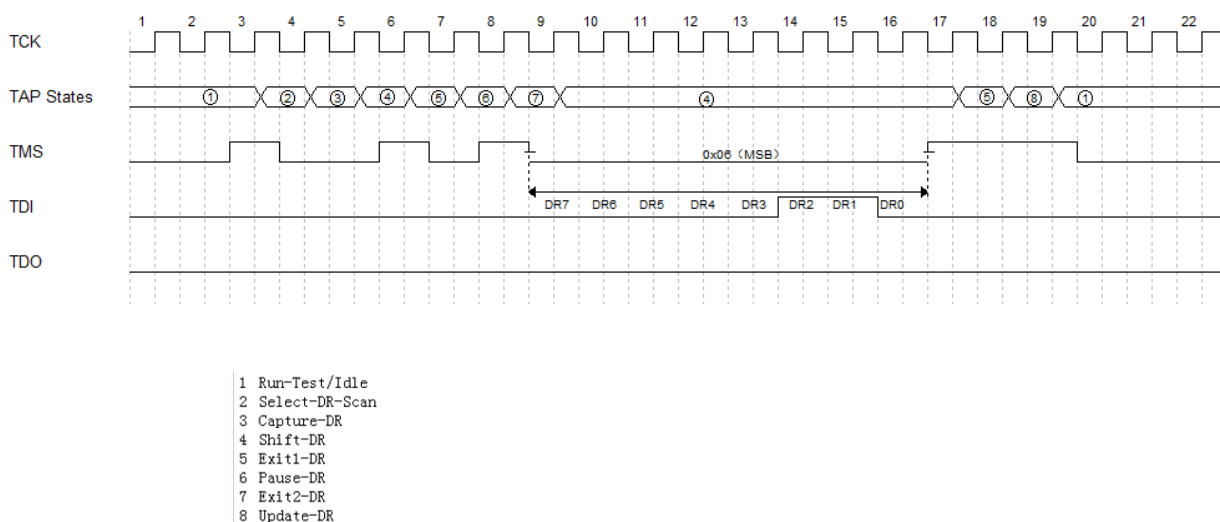 1 2 3 4 5 6 7 8 9 10 11 12 13 14 15 16 17 18 19 20 21 22
TCK
TAP States ① ② ③ ④ ⑤ ⑥ ⑦ ④ ⑤ ⑧ ①
TMS
0x06 (MSB)
TDI DR7 DR6 DR5 DR4 DR3 DR2 DR1 DR0
TDO
1 Run-Test/Idle
2 Select-DR-Scan
3 Capture-DR
4 Shift-DR
5 Exit1-DR
6 Pause-DR
7 Exit2-DR
8 Update-DR